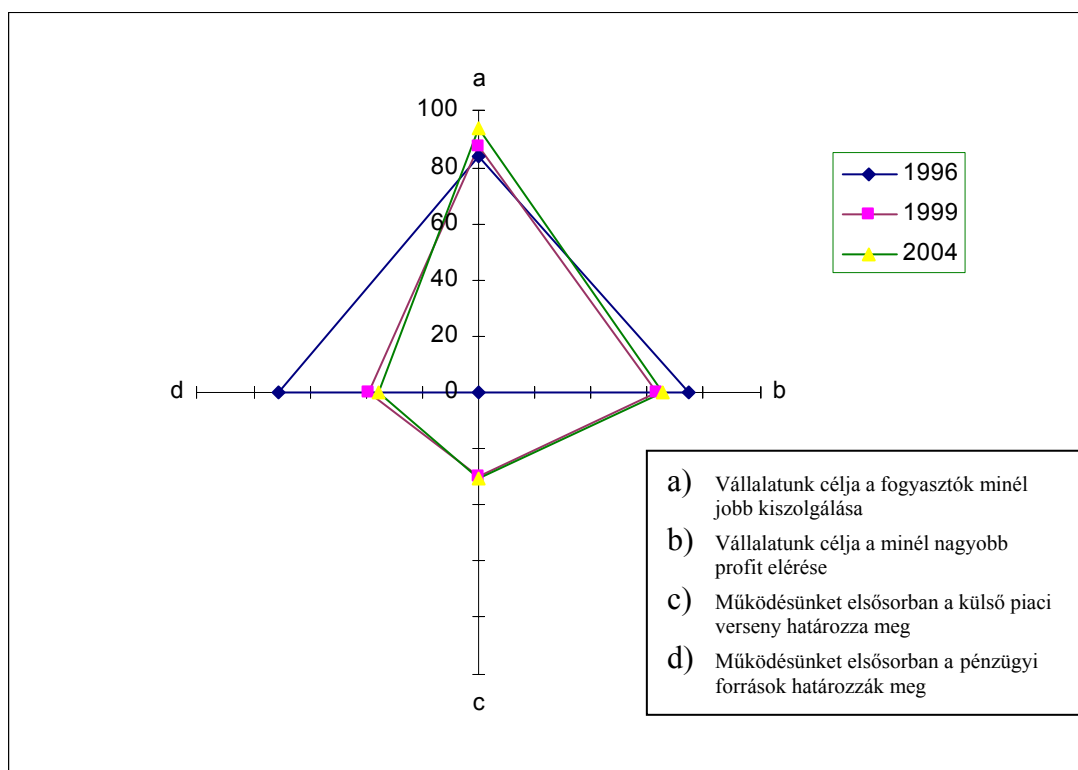 a
100
80
60
40
20
0
d
b
c
1996
1999
2004
a) Vállalatunk célja a fogyasztók minél
jobb kiszolgálása
b) Vállalatunk célja a minél nagyobb
profit elérése
c) Működésünket elsősorban a külső piaci
verseny határozza meg
d) Működésünket elsősorban a pénzügyi
források határozzák meg